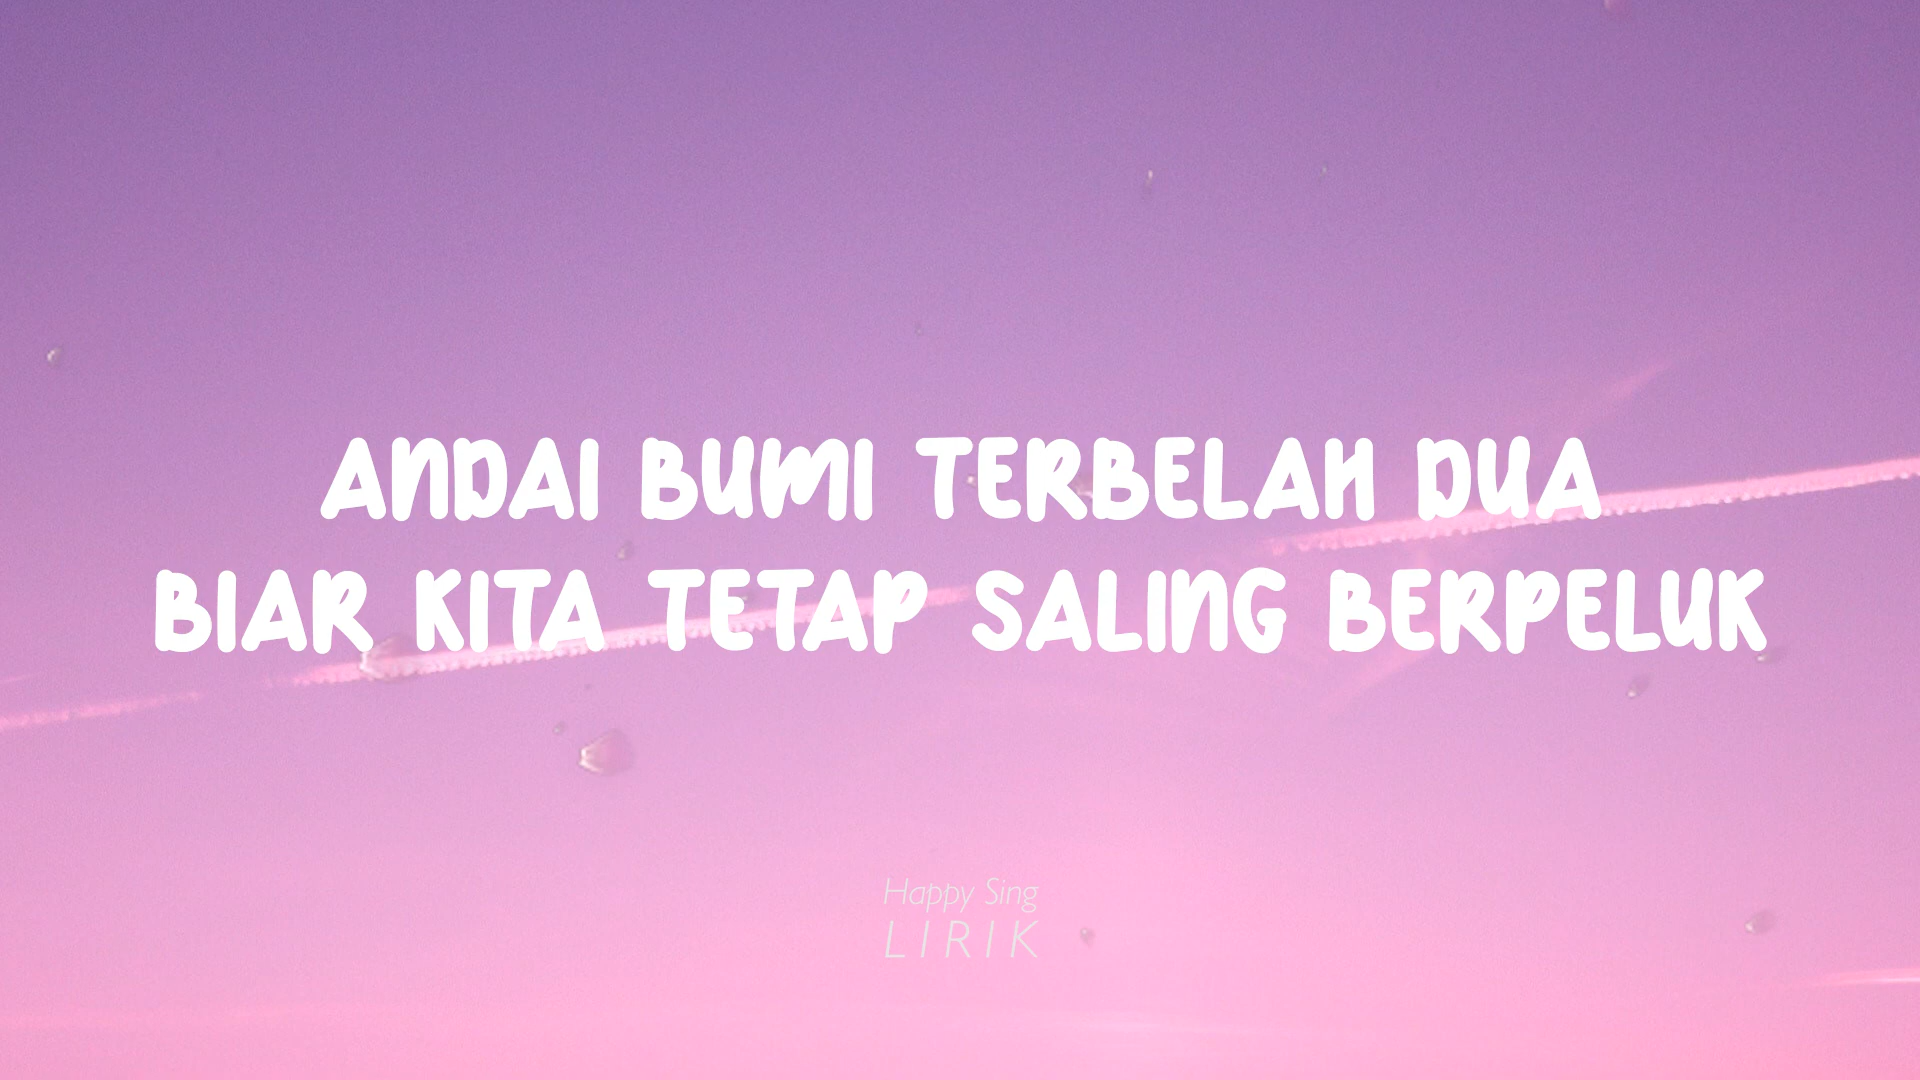 ANDAI BUMI TERBELAH DUA
BIAR KITA TETAP SALING BERPELUK
Happy Sing
LIRIK